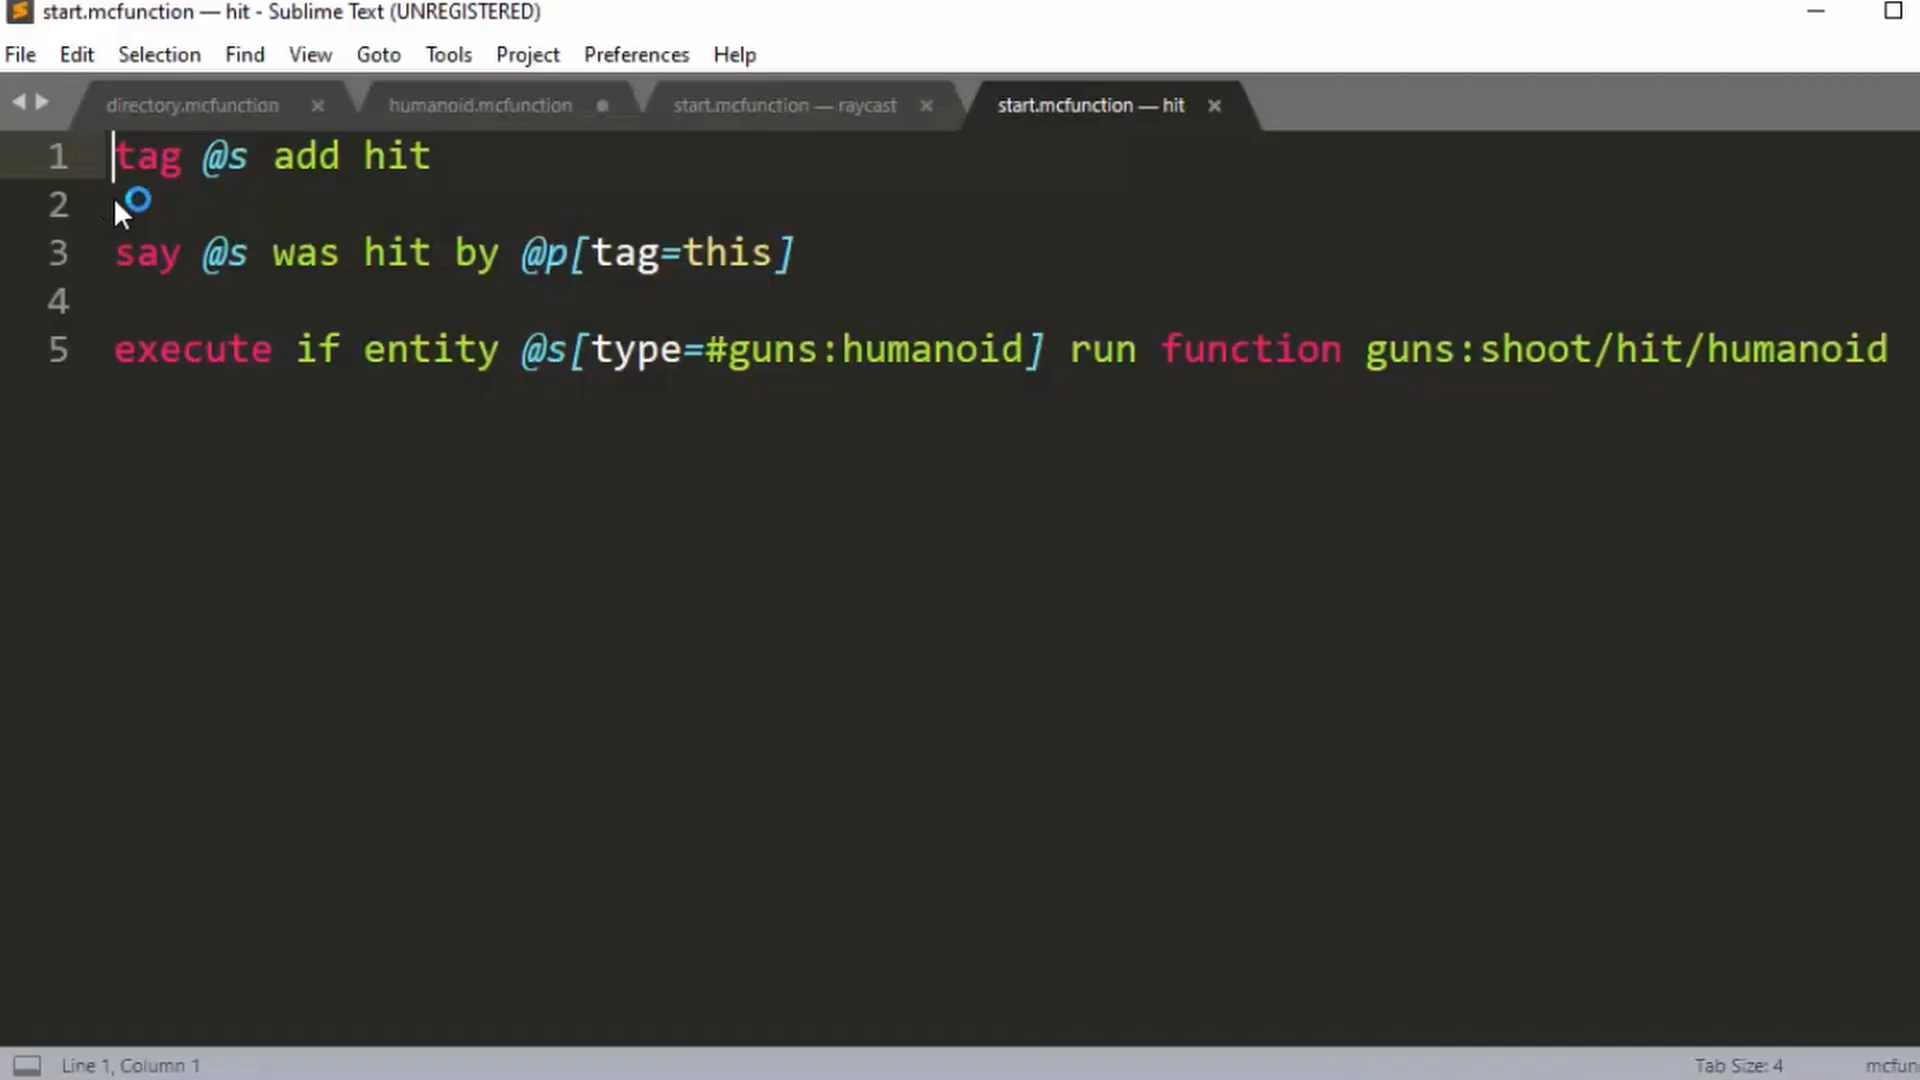 start.mcfunction — hit - Sublime Text (UNREGISTERED)
File Edit Selection Find View Goto Tools Project Preferences Help
directory.mcfunction humanoid.mcfunction start.mcfunction — raycast start.mcfunction — hit
1 tag @s add hit
2
3 say @s was hit by @p[tag=this]
4
5 execute if entity @s[type=#guns:humanoid] run function guns:shoot/hit/humanoid
Line 1, Column 1 Tab Size: 4 mcfun